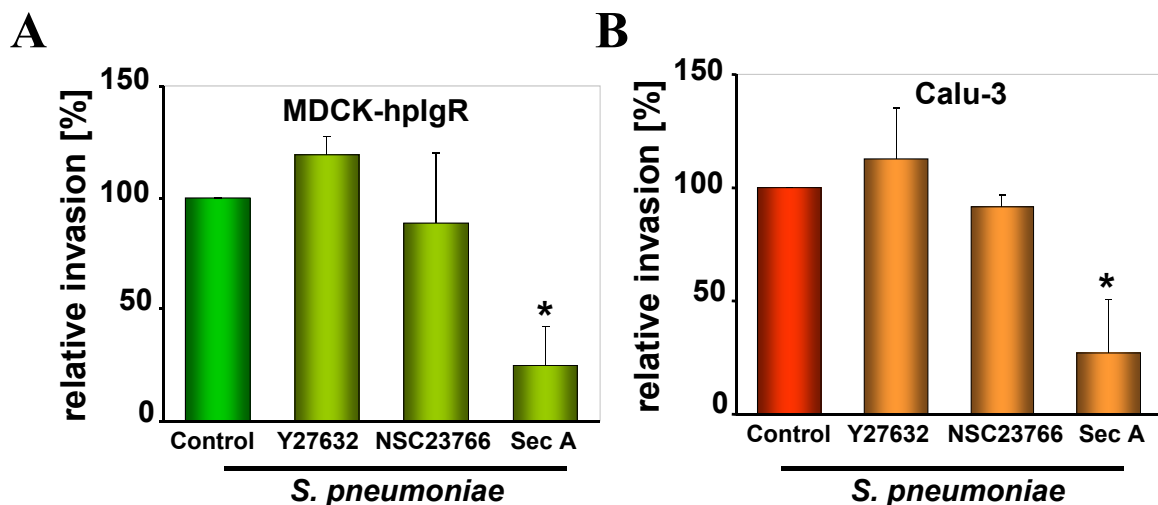 A
relative invasion [%]
150
100
50
0
MDCK-hpIgR
*
Control Y27632 NSC23766 Sec A
S. pneumoniae
B
relative invasion [%]
150
100
50
0
Calu-3
*
Control Y27632 NSC23766 Sec A
S. pneumoniae